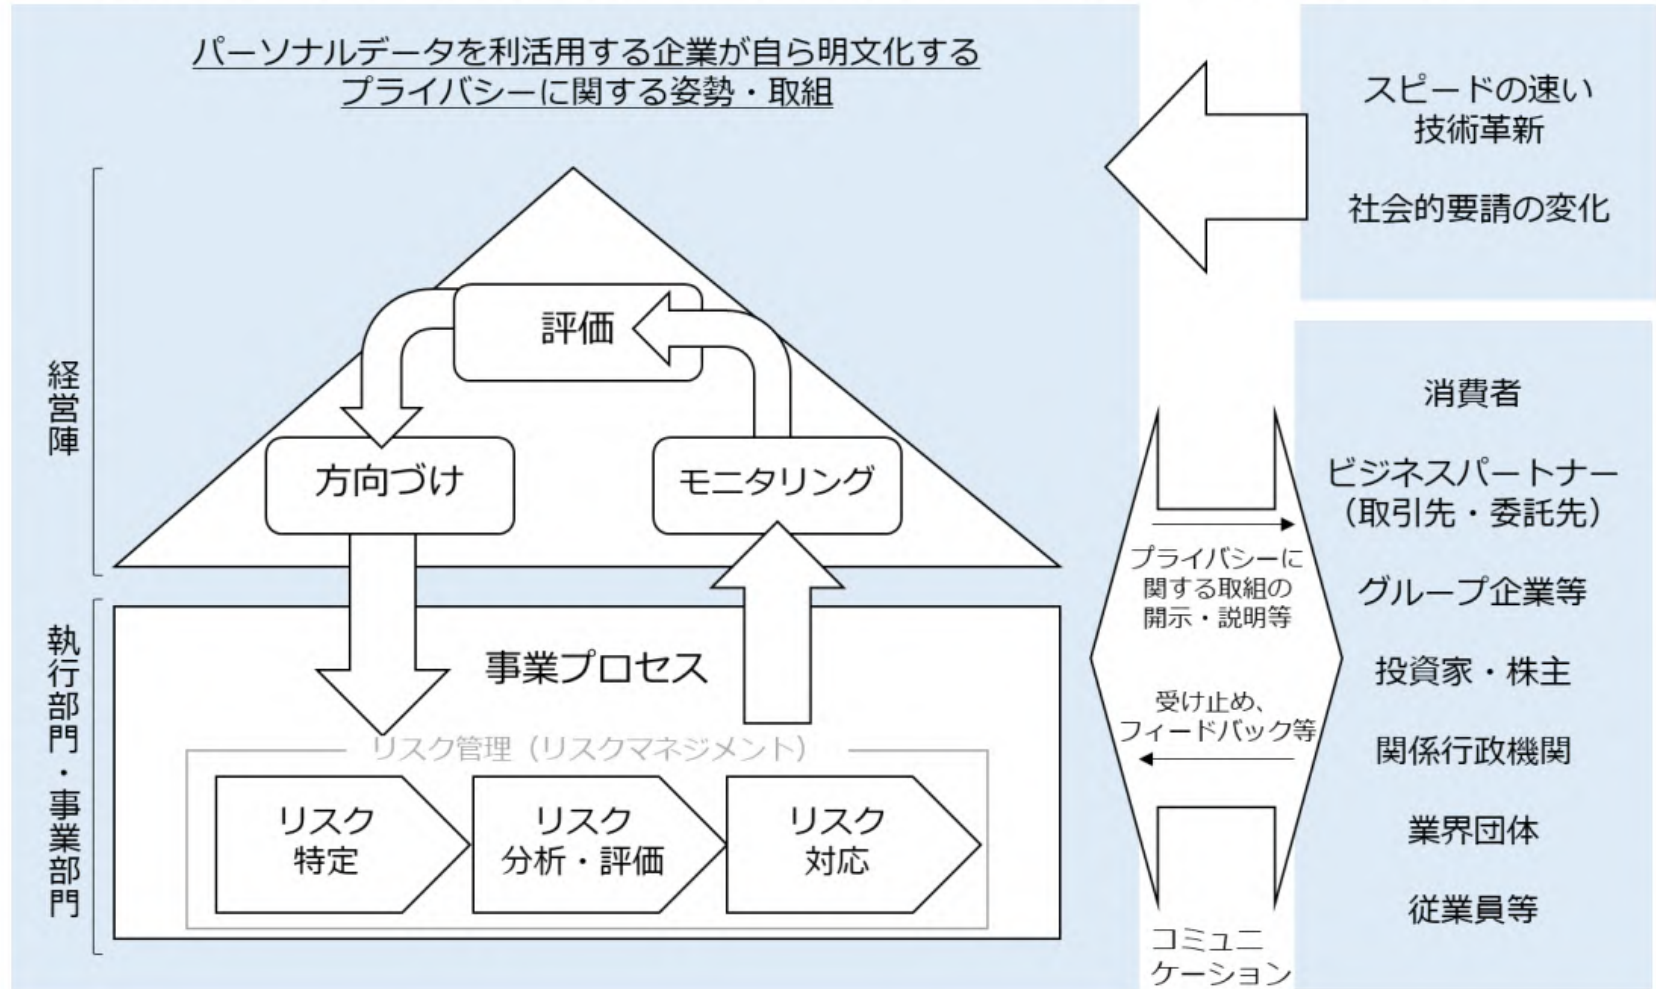 パーソナルデータを利活用する企業が自ら明文化する
プライバシーに関する姿勢・取組
スピードの速い
技術革新
社会的要請の変化
経営陣
評価
方向づけ
モニタリング
執行部門・事業部門
事業プロセス
リスク管理（リスクマネジメント）
リスク
特定
リスク
分析・評価
リスク
対応
プライバシーに
関する取組の
開示・説明等
受け止め、
フィードバック等
コミュニ
ケーション
消費者
ビジネスパートナー
（取引先・委託先）
グループ企業等
投資家・株主
関係行政機関
業界団体
従業員等